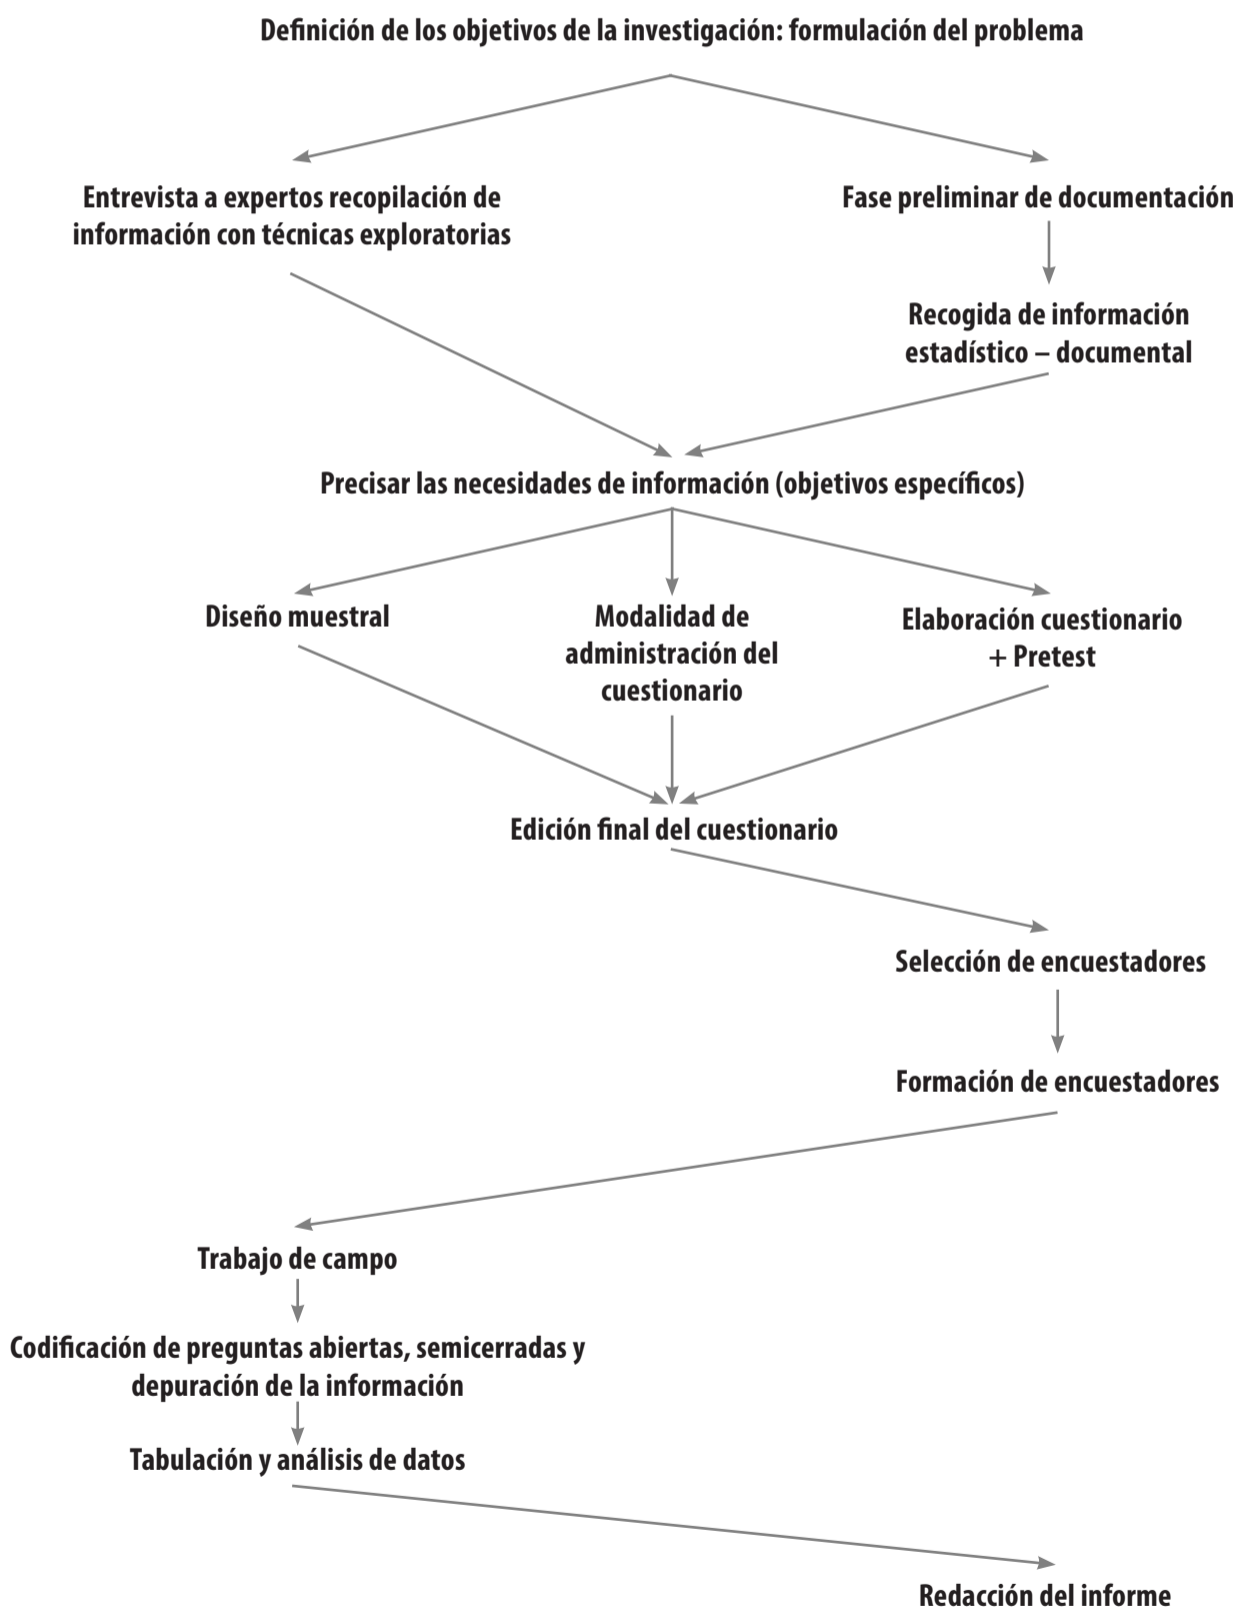 Definición de los objetivos de la investigación: formulación del problema
Entrevista a expertos recopilación de
información con técnicas exploratorias
Fase preliminar de documentación
Recogida de información
estadístico – documental
Precisar las necesidades de información (objetivos específicos)
Diseño muestral
Modalidad de
administración del
cuestionario
Elaboración cuestionario
+ Pretest
Edición final del cuestionario
Selección de encuestadores
Formación de encuestadores
Trabajo de campo
Codificación de preguntas abiertas, semicerradas y
depuración de la información
Tabulación y análisis de datos
Redacción del informe